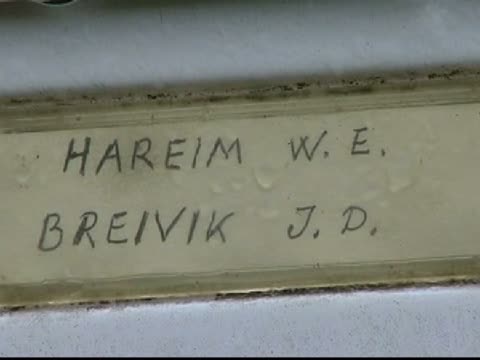 HAREIM W. E.
BREIVIK J. D.